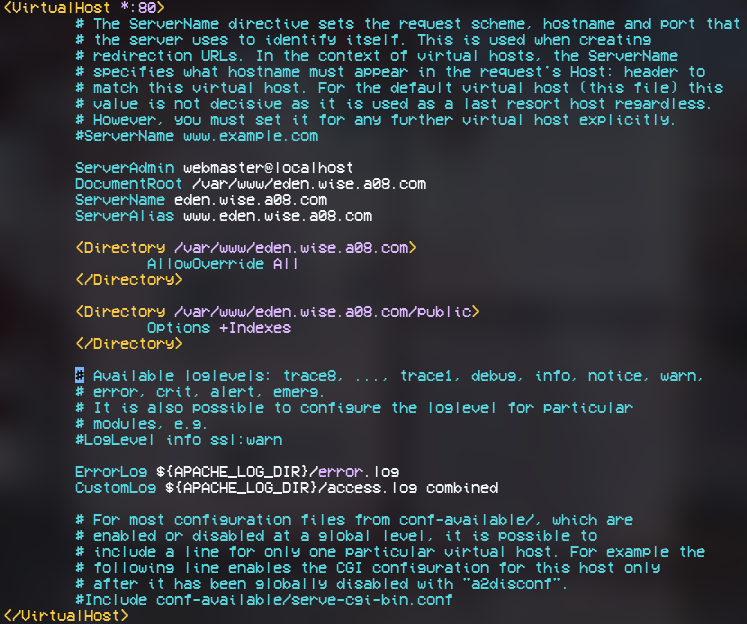 <VirtualHost *:80>
# The ServerName directive sets the request scheme, hostname and port that
# the server uses to identify itself. This is used when creating
# redirection URLs. In the context of virtual hosts, the ServerName
# specifies what hostname must appear in the request's Host: header to
# match this virtual host. For the default virtual host (this file) this
# value is not decisive as it is used as a last resort host regardless.
# However, you must set it for any further virtual host explicitly.
#ServerName www.example.com
ServerAdmin webmaster@localhost
DocumentRoot /var/www/eden.wise.a08.com
ServerName eden.wise.a08.com
ServerAlias www.eden.wise.a08.com
<Directory /var/www/eden.wise.a08.com>
AllowOverride All
</Directory>
<Directory /var/www/eden.wise.a08.com/public>
Options +Indexes
</Directory>
# Available loglevels: trace8, ..., trace1, debug, info, notice, warn,
# error, crit, alert, emerg.
# It is also possible to configure the loglevel for particular
# modules, e.g.
#LogLevel info ssl:warn
ErrorLog ${APACHE_LOG_DIR}/error.log
CustomLog ${APACHE_LOG_DIR}/access.log combined
# For most configuration files from conf-available/, which are
# enabled or disabled at a global level, it is possible to
# include a line for only one particular virtual host. For example the
# following line enables the CGI configuration for this host only
# after it has been globally disabled with "a2disconf".
#Include conf-available/serve-cgi-bin.conf
</VirtualHost>